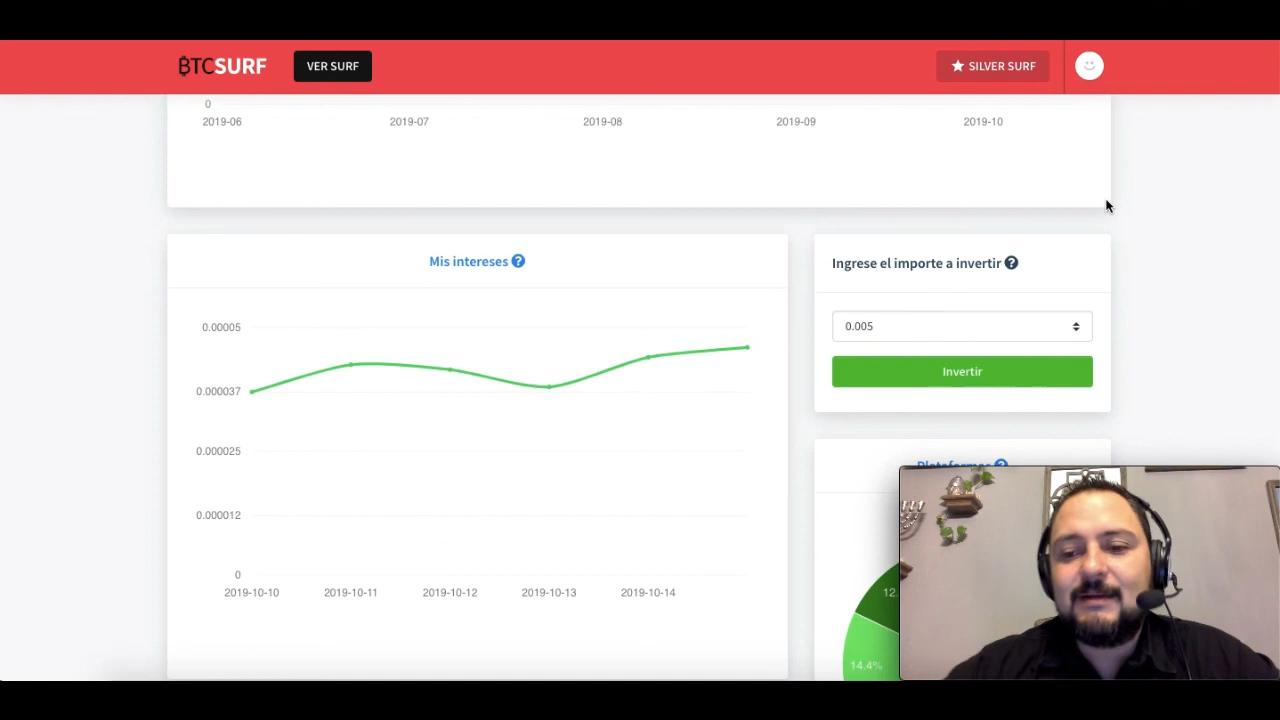 BTCSURF
VER SURF
SILVER SURF
0
2019-06
2019-07
2019-08
2019-09
2019-10
Mis intereses
0.00005
0.000037
0.000025
0.000012
0
2019-10-10
2019-10-11
2019-10-12
2019-10-13
2019-10-14
Ingrese el importe a invertir
0.005
Invertir
Plataformas
12.
14.4%